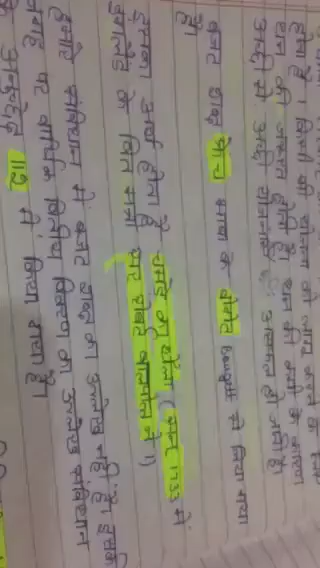 होता है। किसी भी योजना को लागू करने के लिए
धन की जरूरत होती है। धन की कमी के कारण
अच्छी से अच्छी योजनाएँ असफल हो जाती है।
बजट शब्द फ्रेंच भाषा के बोगेट Bougett से लिया गया
है।
इसका अर्थ होता है चमड़े का थैला (सन् 1733 में
इंग्लैंड के वित्त मंत्री सर राबर्ट वालपोल ने)
हमारे संविधान में बजट शब्द का उल्लेख नहीं है। इसके
जगह पर वार्षिक वित्तीय विवरण का उल्लेख संविधान
के अनुच्छेद 112 में किया गया है।